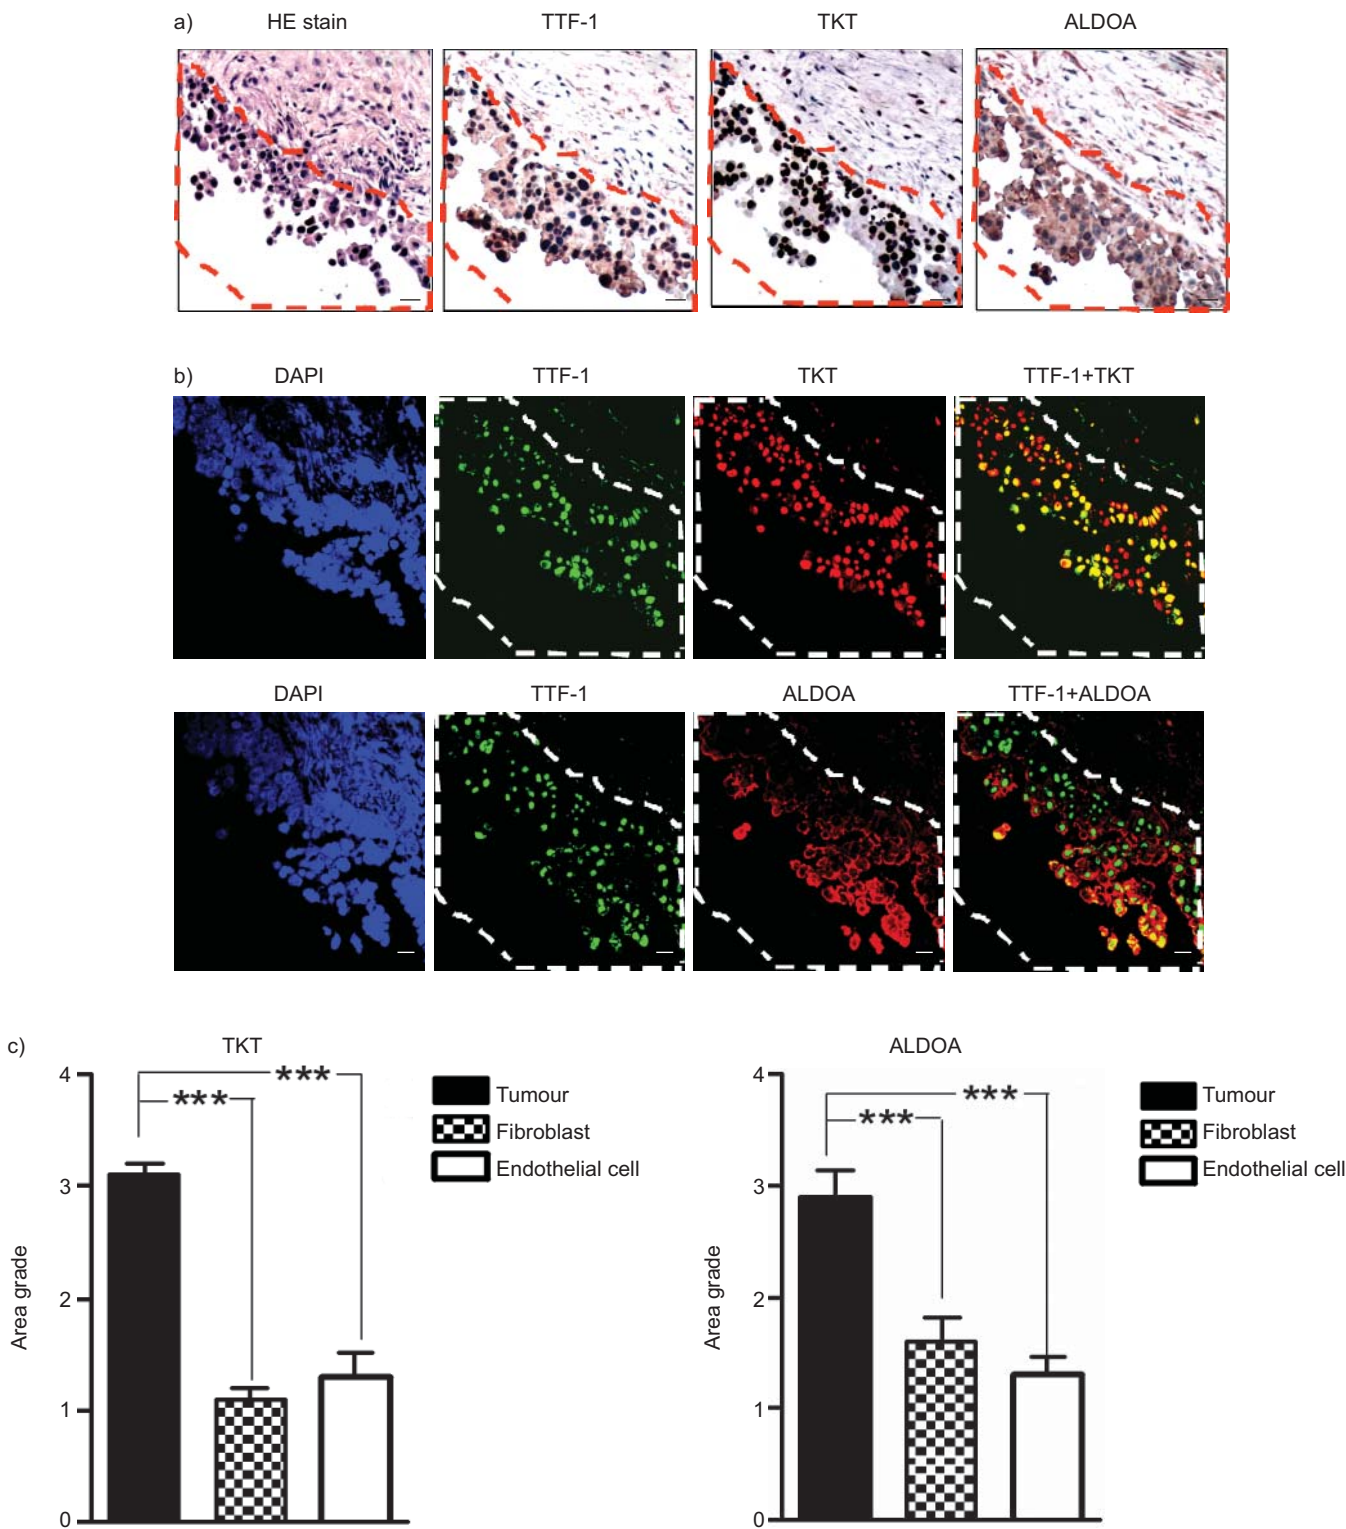 a) HE stain TTF-1 TKT ALDOA
b) DAPI TTF-1 TKT TTF-1+TKT
DAPI TTF-1 ALDOA TTF-1+ALDOA
c) TKT
4
3
2
1
0
Area grade
***
***
Tumour
Fibroblast
Endothelial cell
ALDOA
4
3
2
1
0
Area grade
***
***
Tumour
Fibroblast
Endothelial cell